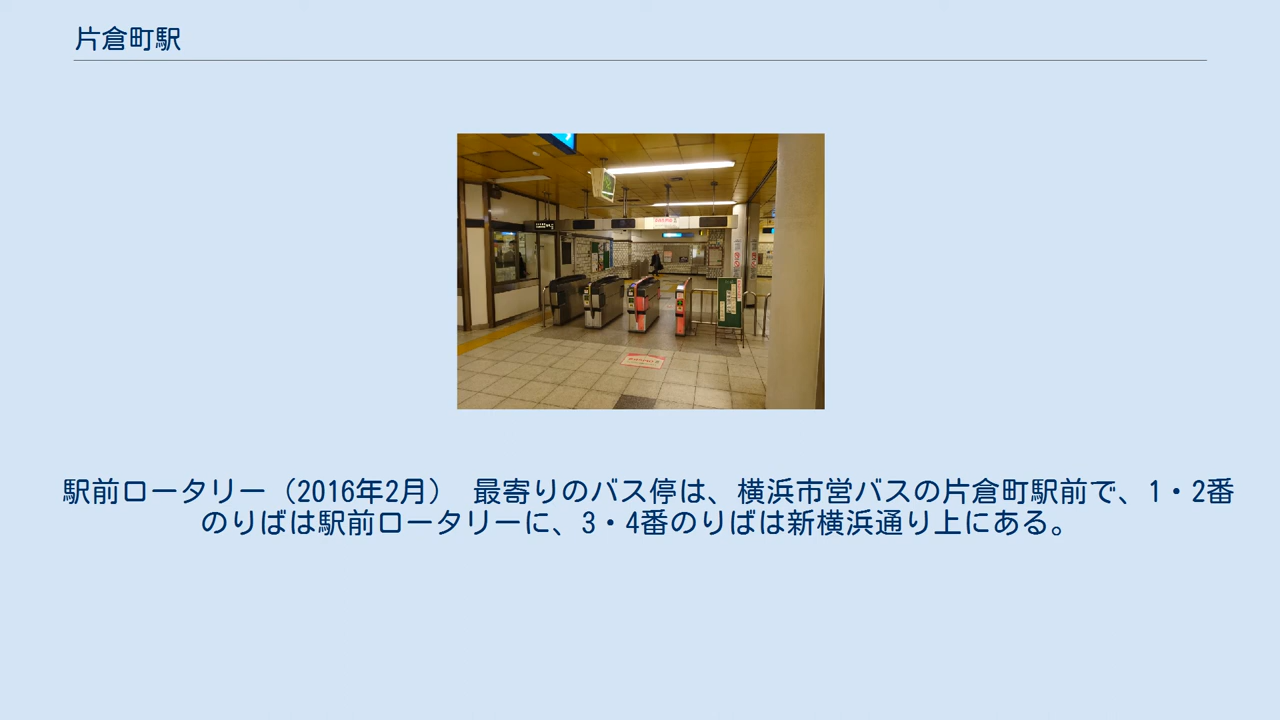 片倉町駅
駅前ロータリー（2016年2月） 最寄りのバス停は、横浜市営バスの片倉町駅前で、1・2番
のりばは駅前ロータリーに、3・4番のりばは新横浜通り上にある。